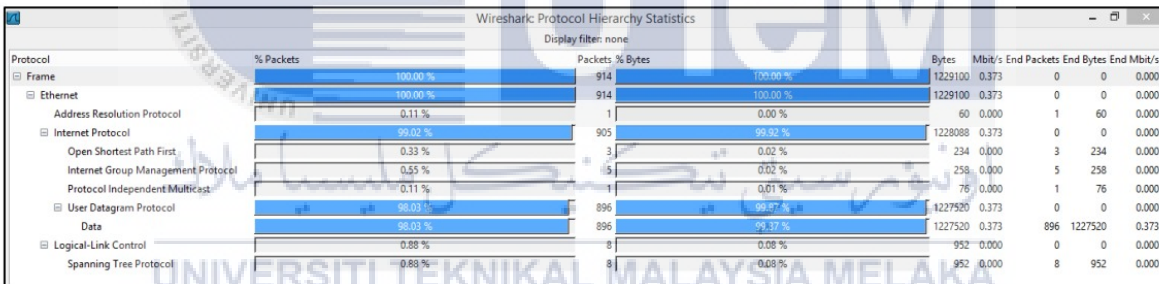 Wireshark: Protocol Hierarchy Statistics
Display filter: none
Protocol % Packets Packets % Bytes Bytes Mbit/s End Packets End Bytes End Mbit/s
Frame 100.00 % 914 100.00 % 1229100 0.373 0 0 0.000
Ethernet 100.00 % 914 100.00 % 1229100 0.373 0 0 0.000
Address Resolution Protocol 0.11 % 1 0.00 % 60 0.000 1 60 0.000
Internet Protocol 99.02 % 905 99.92 % 1228088 0.373 0 0 0.000
Open Shortest Path First 0.33 % 3 0.02 % 234 0.000 3 234 0.000
Internet Group Management Protocol 0.55 % 5 0.02 % 258 0.000 5 258 0.000
Protocol Independent Multicast 0.11 % 1 0.01 % 76 0.000 1 76 0.000
User Datagram Protocol 98.03 % 896 99.87 % 1227520 0.373 0 0 0.000
Data 98.03 % 896 99.87 % 1227520 0.373 896 1227520 0.373
Logical-Link Control 0.88 % 8 0.08 % 952 0.000 0 0 0.000
Spanning Tree Protocol 0.88 % 8 0.08 % 952 0.000 8 952 0.000
اونيۏرسيتي تيكنيكل مليسيا ملاك
UNIVERSITI TEKNIKAL MALAYSIA MELAKA